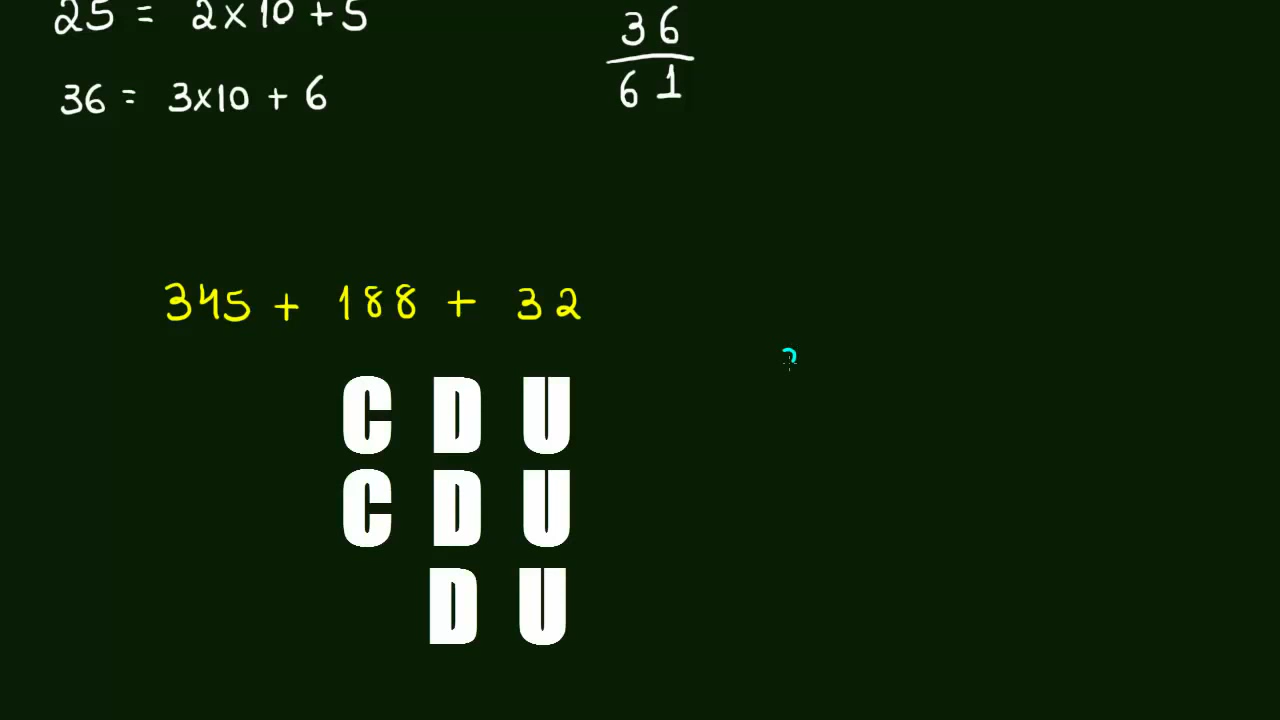 25 = 2x10 +5
36 = 3x10 + 6
36
61
345 + 188 + 32
C D U
C D U
D U